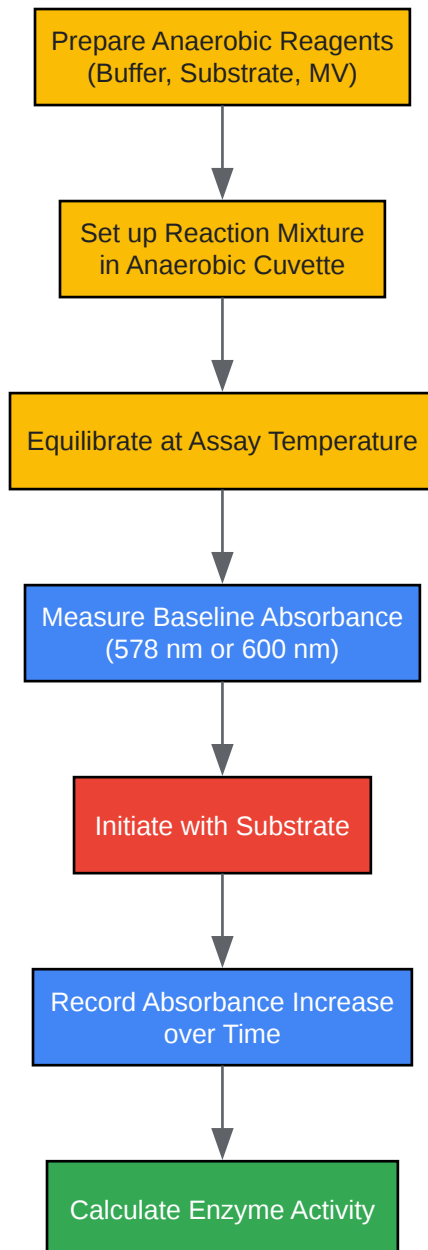 Prepare Anaerobic Reagents
(Buffer, Substrate, MV)
Set up Reaction Mixture
in Anaerobic Cuvette
Equilibrate at Assay Temperature
Measure Baseline Absorbance
(578 nm or 600 nm)
Initiate with Substrate
Record Absorbance Increase
over Time
Calculate Enzyme Activity